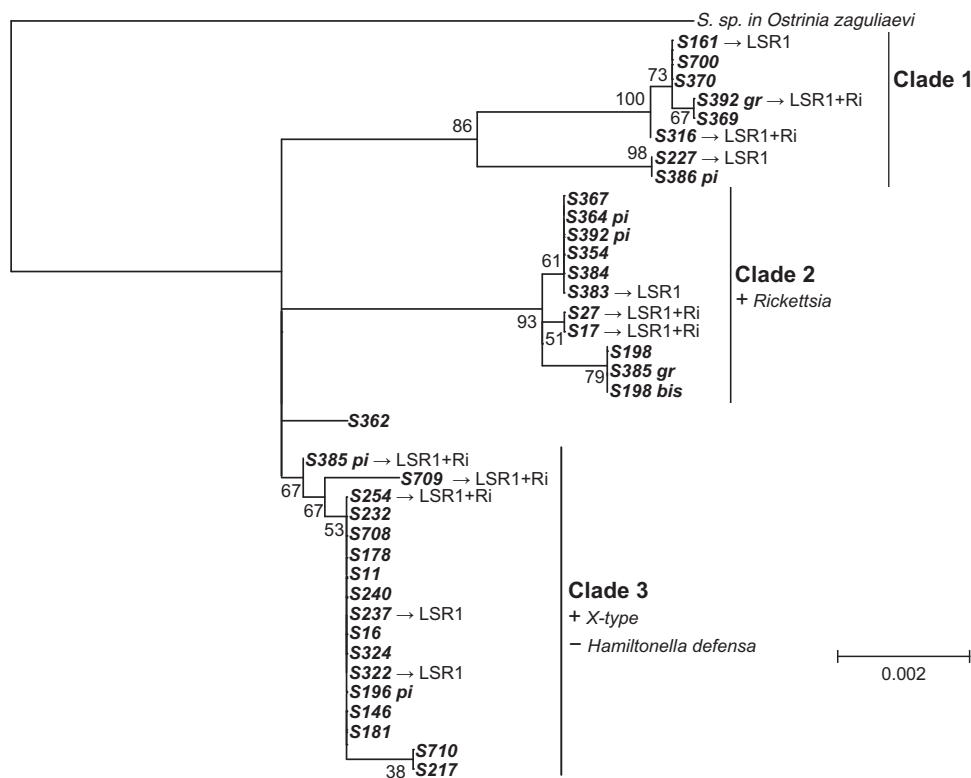 S. sp. in Ostrinia zaguliaevi
S161 → LSR1
S700
73
S370
Clade 1
100
S392 gr → LSR1+Ri
67
S369
86
S316 → LSR1+Ri
98
S227 → LSR1
S386 pi
S367
S364 pi
S392 pi
S354
61
S384
Clade 2
S383 → LSR1
+ Rickettsia
93
S27 → LSR1+Ri
51
S17 → LSR1+Ri
S198
79
S385 gr
S198 bis
S362
S385 pi → LSR1+Ri
67
S709 → LSR1+Ri
67
S254 → LSR1+Ri
53
S232
S708
S178
S11
S240
Clade 3
S237 → LSR1
+ X-type
S16
− Hamiltonella defensa
S324
S322 → LSR1
0.002
S196 pi
S146
S181
S710
38
S217